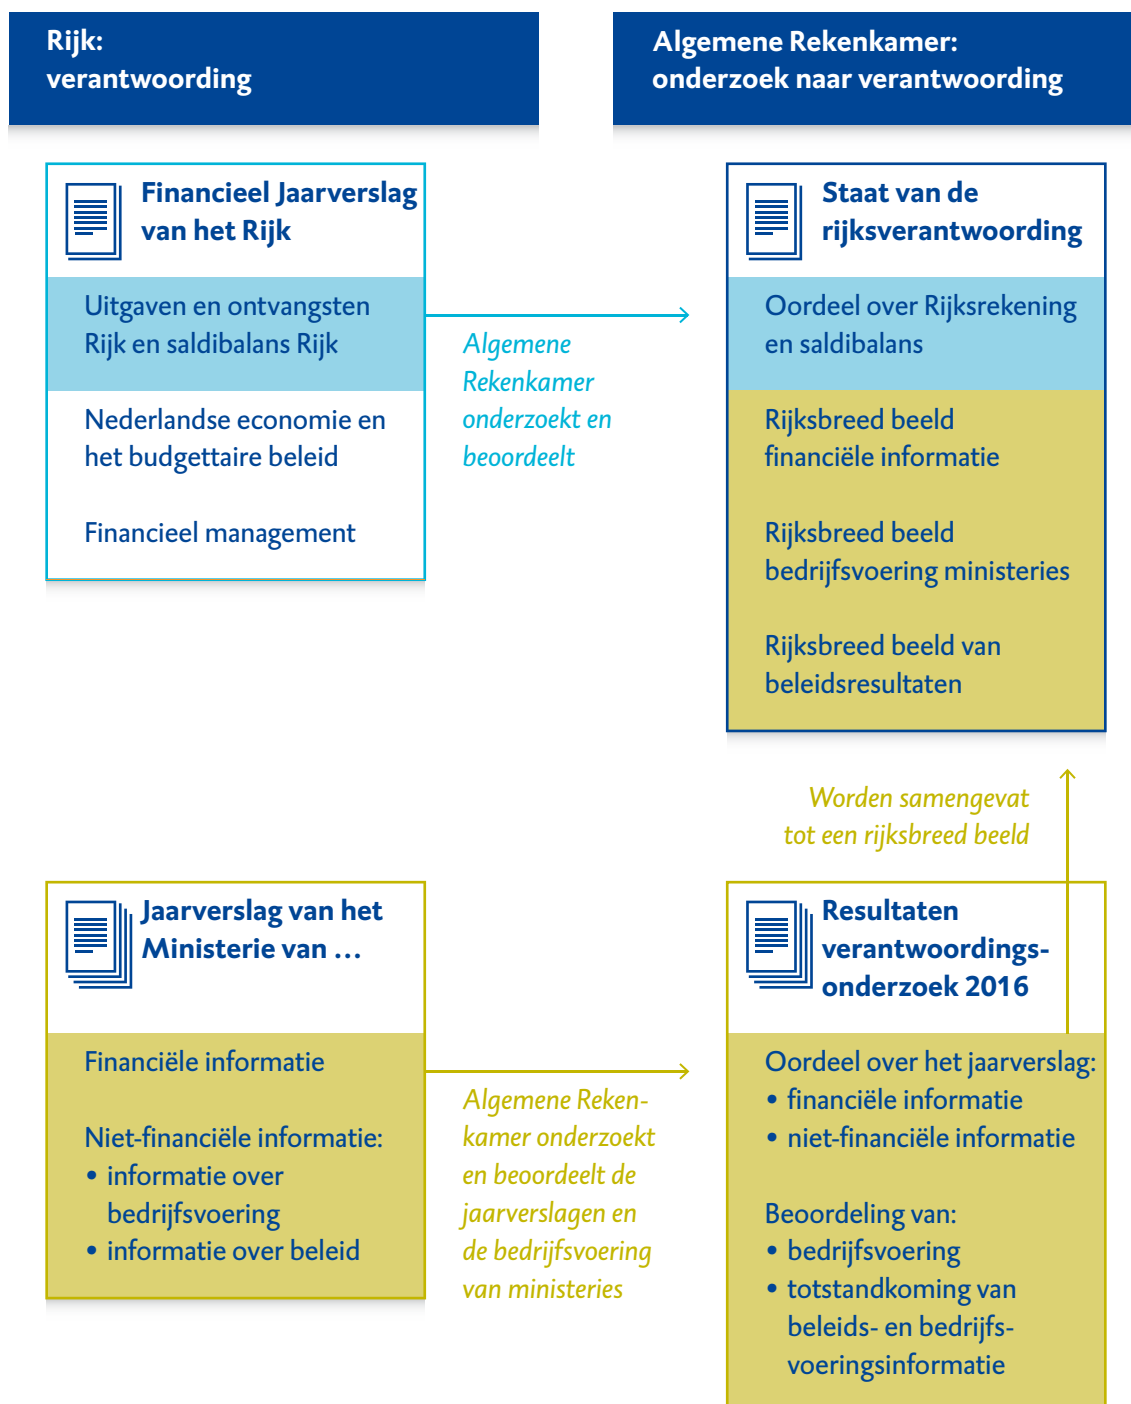 Rijk:
verantwoording
Algemene Rekenkamer:
onderzoek naar verantwoording
Financieel Jaarverslag
van het Rijk
Uitgaven en ontvangsten
Rijk en saldibalans Rijk
Nederlandse economie en
het budgettaire beleid
Financieel management
Algemene
Rekenkamer
onderzoekt en
beoordeelt
Staat van de
rijksverantwoording
Oordeel over Rijksrekening
en saldibalans
Rijksbreed beeld
financiële informatie
Rijksbreed beeld
bedrijfsvoering ministeries
Rijksbreed beeld van
beleidsresultaten
Worden samengevat
tot een rijksbreed beeld
Jaarverslag van het
Ministerie van …
Financiële informatie
Niet-financiële informatie:
• informatie over
bedrijfsvoering
• informatie over beleid
Algemene Reken-
kamer onderzoekt
en beoordeelt de
jaarverslagen en
de bedrijfsvoering
van ministeries
Resultaten
verantwoordings-
onderzoek 2016
Oordeel over het jaarverslag:
• financiële informatie
• niet-financiële informatie
Beoordeling van:
• bedrijfsvoering
• totstandkoming van
beleids- en bedrijfs-
voeringsinformatie